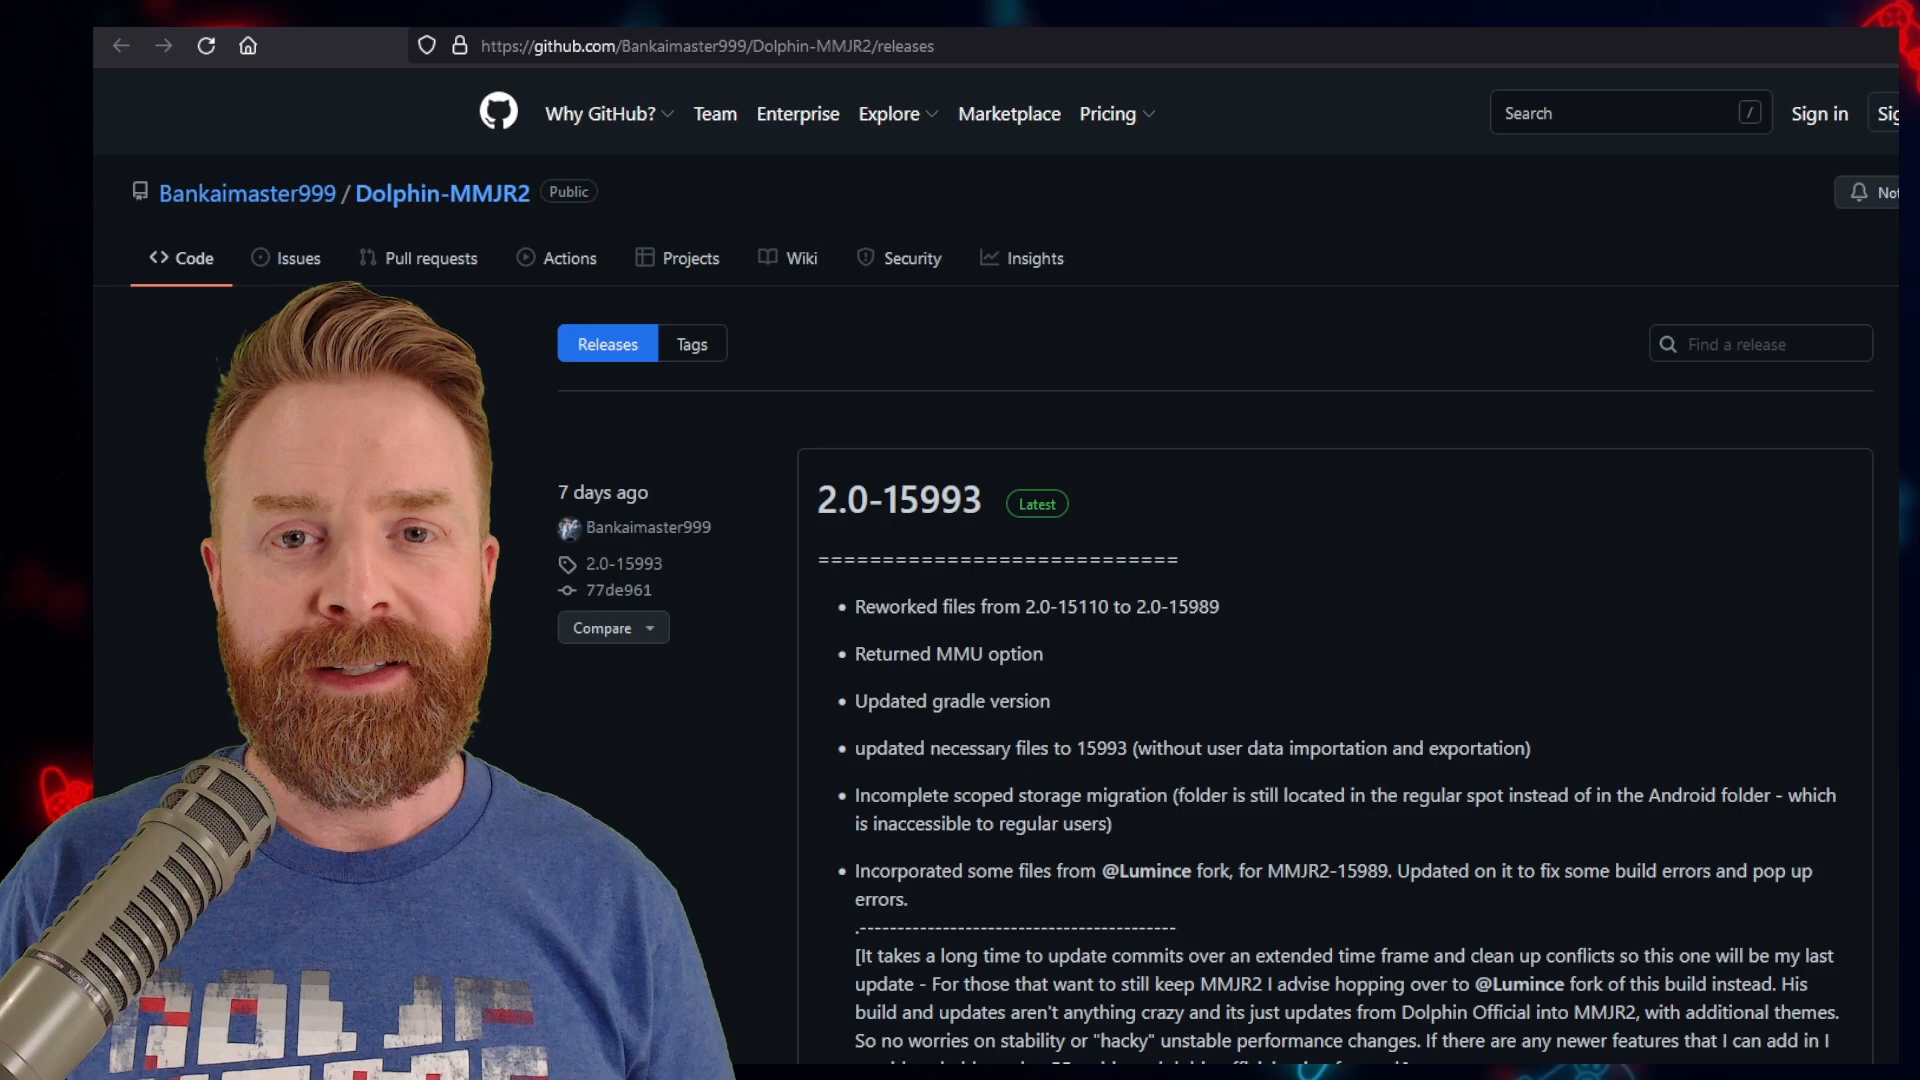 https://github.com/Bankaimaster999/Dolphin-MMJR2/releases
Why GitHub? Team Enterprise Explore Marketplace Pricing
Search /
Sign in
Bankaimaster999 / Dolphin-MMJR2 Public
Code Issues Pull requests Actions Projects Wiki Security Insights
Releases Tags
Find a release
7 days ago
Bankaimaster999
2.0-15993
77de961
Compare
2.0-15993 Latest
============================
• Reworked files from 2.0-15110 to 2.0-15989
• Returned MMU option
• Updated gradle version
• updated necessary files to 15993 (without user data importation and exportation)
• Incomplete scoped storage migration (folder is still located in the regular spot instead of in the Android folder - which
is inaccessible to regular users)
• Incorporated some files from @Lumince fork, for MMJR2-15989. Updated on it to fix some build errors and pop up
errors.
.------------------------------------------
[It takes a long time to update commits over an extended time frame and clean up conflicts so this one will be my last
update - For those that want to still keep MMJR2 I advise hopping over to @Lumince fork of this build instead. His
build and updates aren't anything crazy and its just updates from Dolphin Official into MMJR2, with additional themes.
So no worries on stability or "hacky" unstable performance changes. If there are any newer features that I can add in I